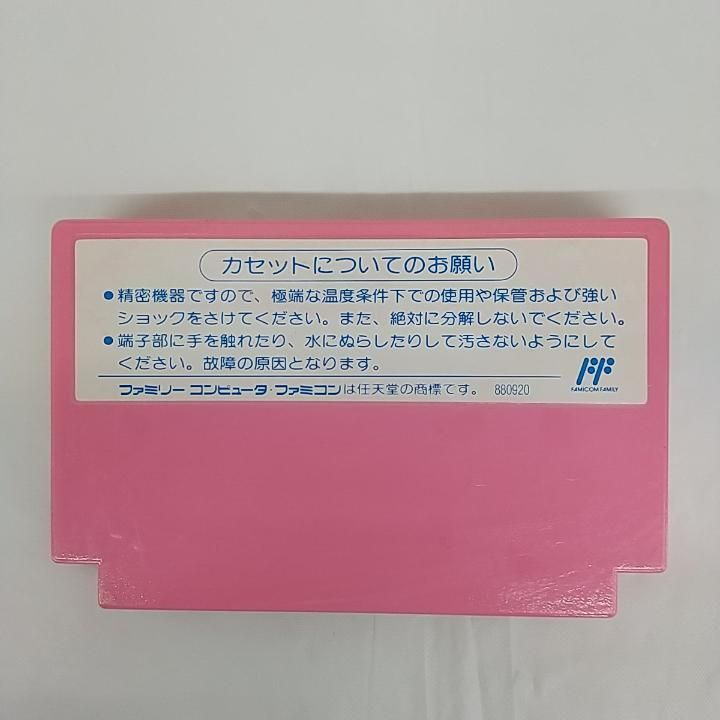 カセットについてのお願い
●精密機器ですので、極端な温度条件下での使用や保管および強い
ショックをさけてください。また、絶対に分解しないでください。
●端子部に手を触れたり、水にぬらしたりして汚さないようにして
ください。故障の原因となります。
ファミリー コンピュータ・ファミコンは任天堂の商標です。 880920
FAMICOM FAMILY